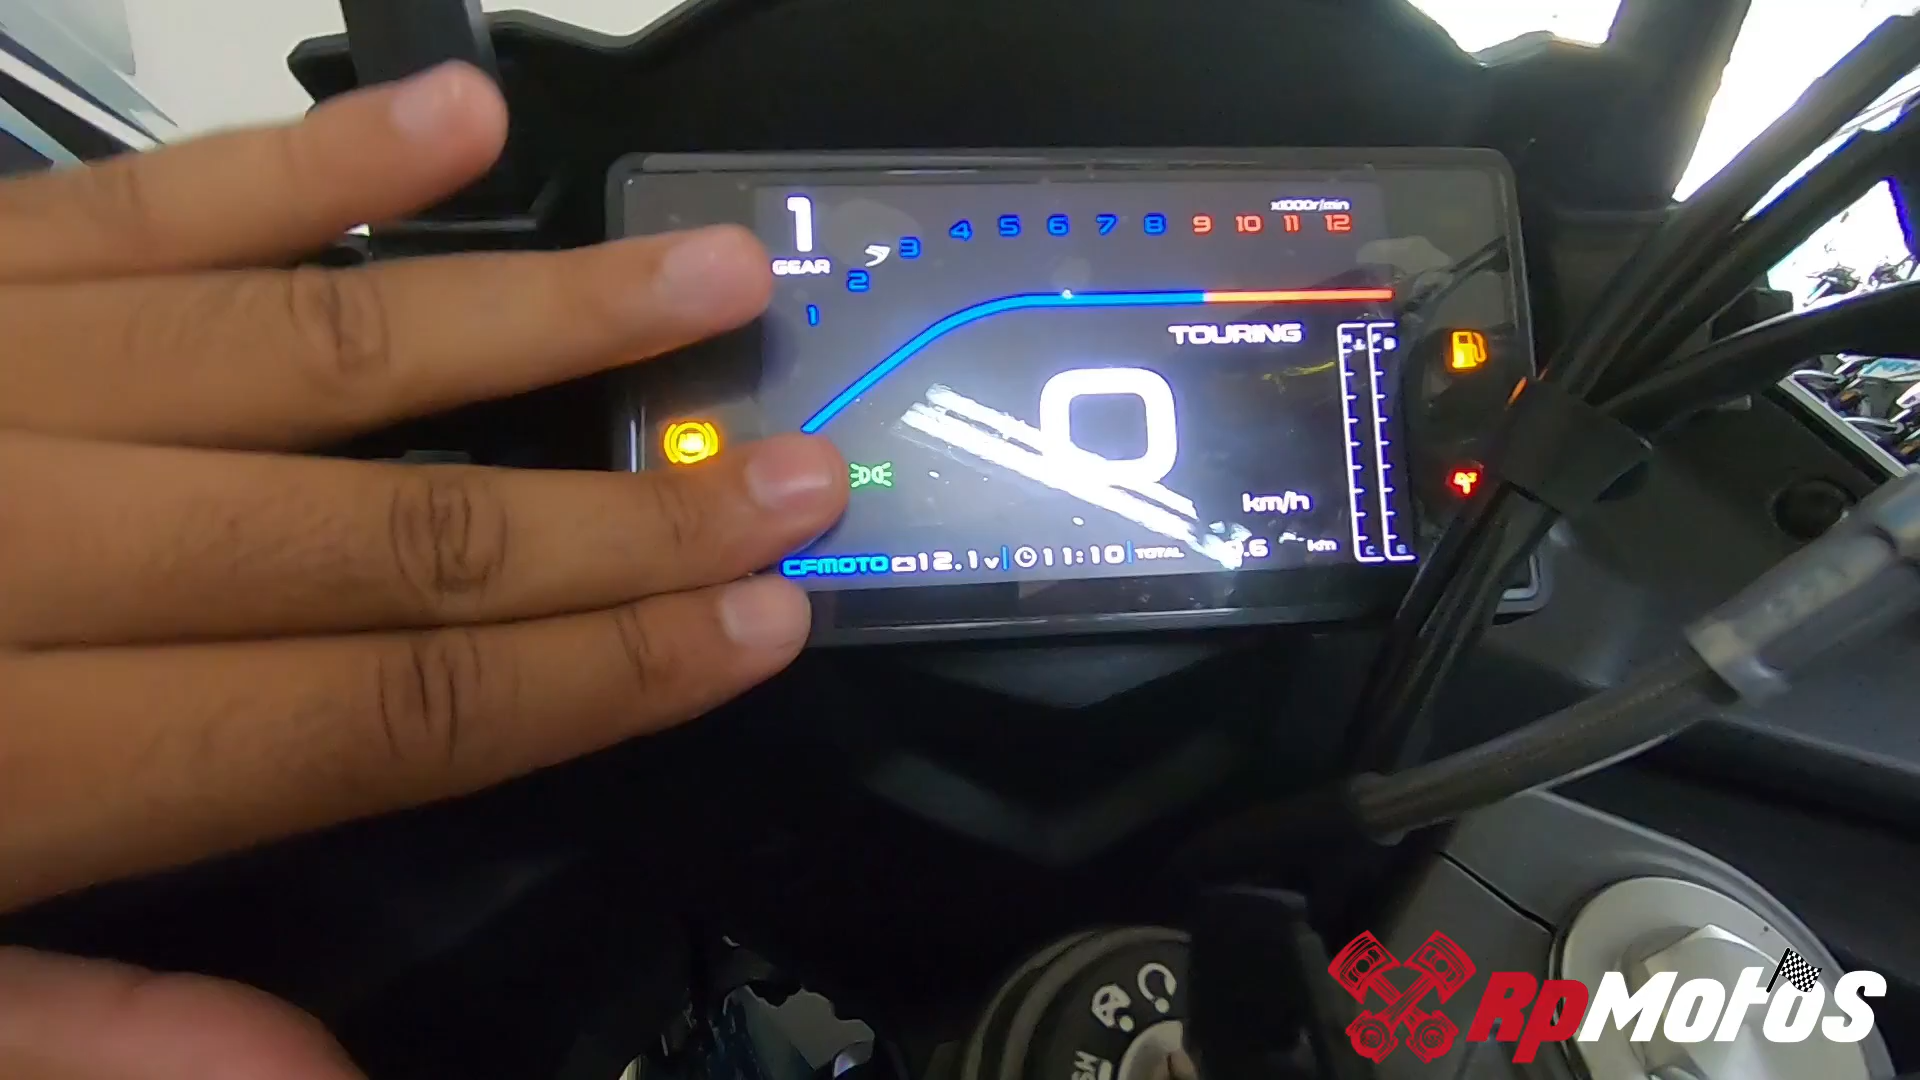 1
GEAR
x1000r/min
1 2 3 4 5 6 7 8 9 10 11 12
TOURING
0
km/h
CFMOTO 12.1v 11:10 TOTAL .6 km
RpMotos